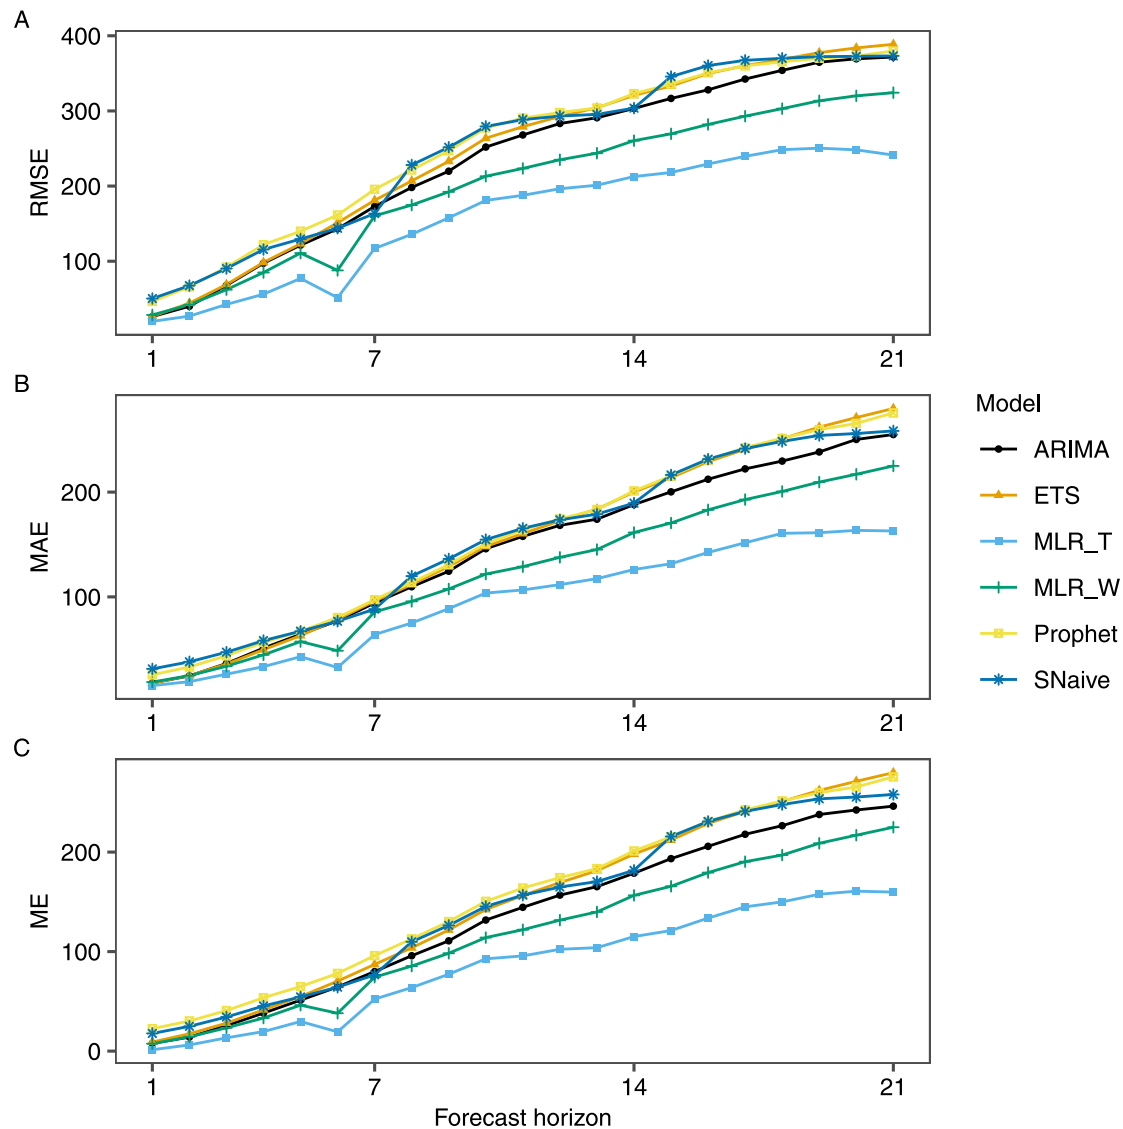 A
400
300
200
100
RMSE
1 7 14 21
B
200
100
MAE
1 7 14 21
C
200
100
0
ME
1 7 14 21
Forecast horizon
Model
ARIMA
ETS
MLR_T
MLR_W
Prophet
SNaive